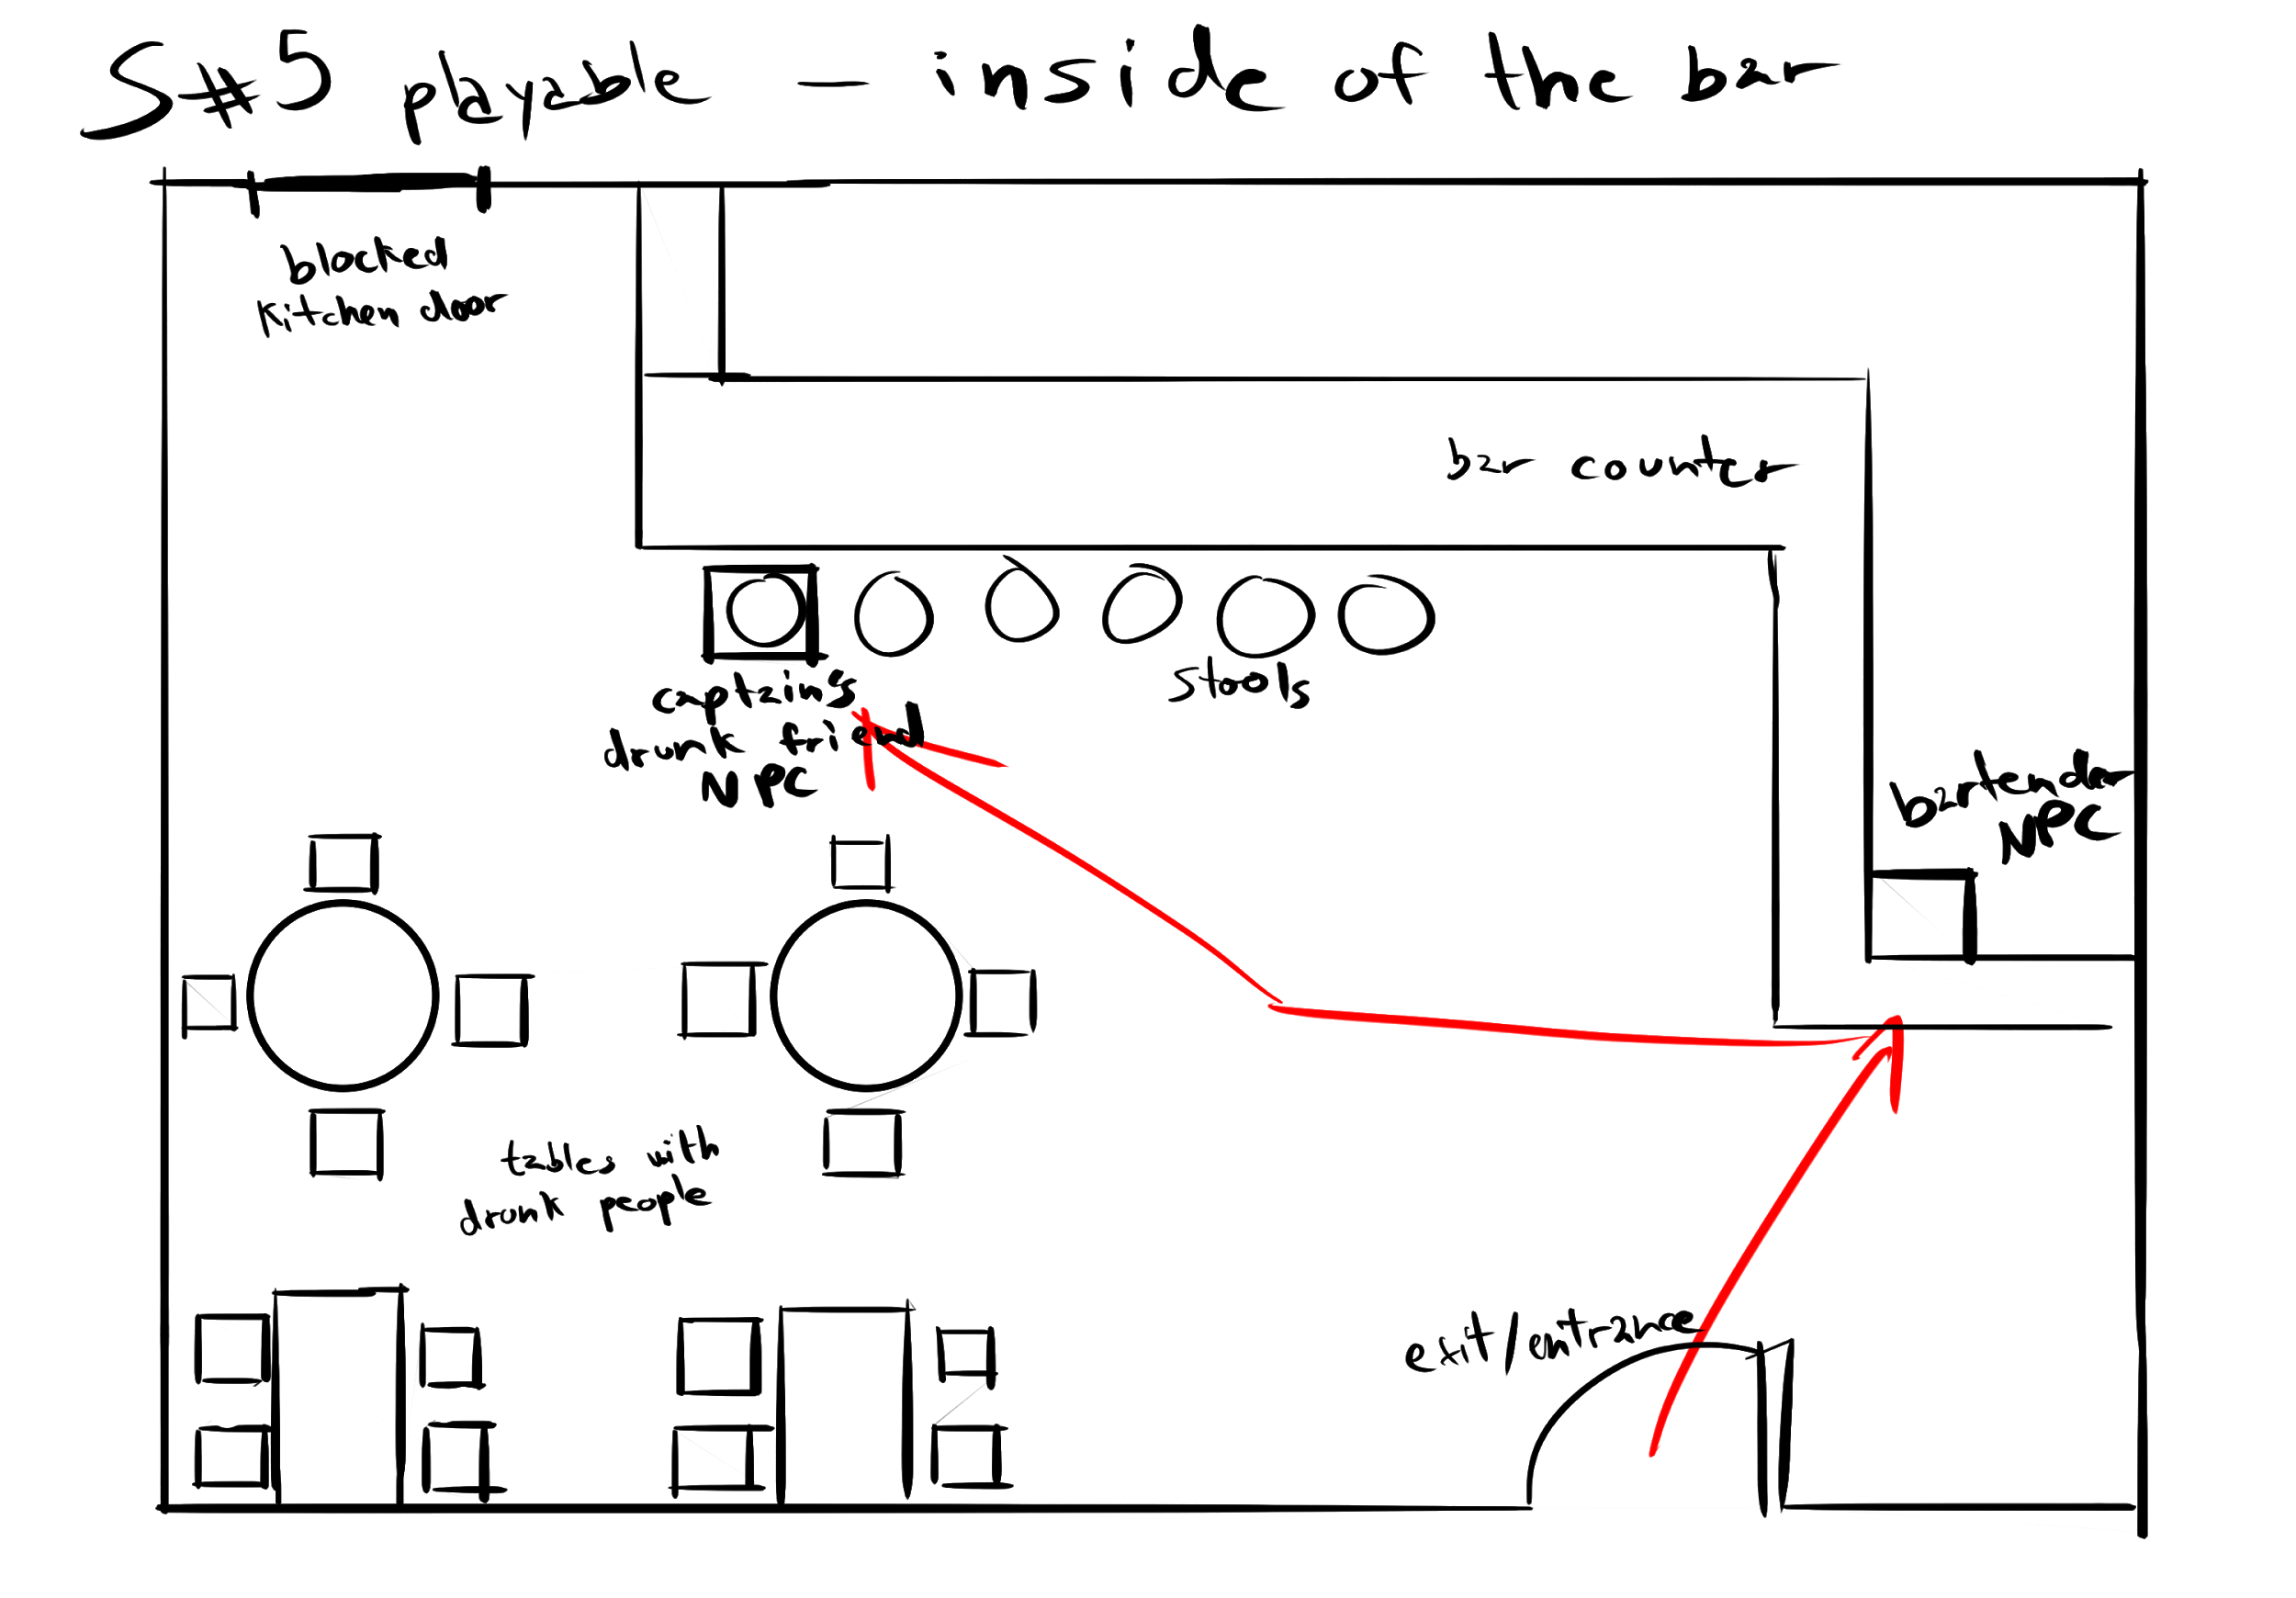 S#5 playable - inside of the bar
blocked
kitchen door
bar counter
stools
captain's
drunk friend
NPC
bartender
NPC
tables with
drunk people
exit/entrance